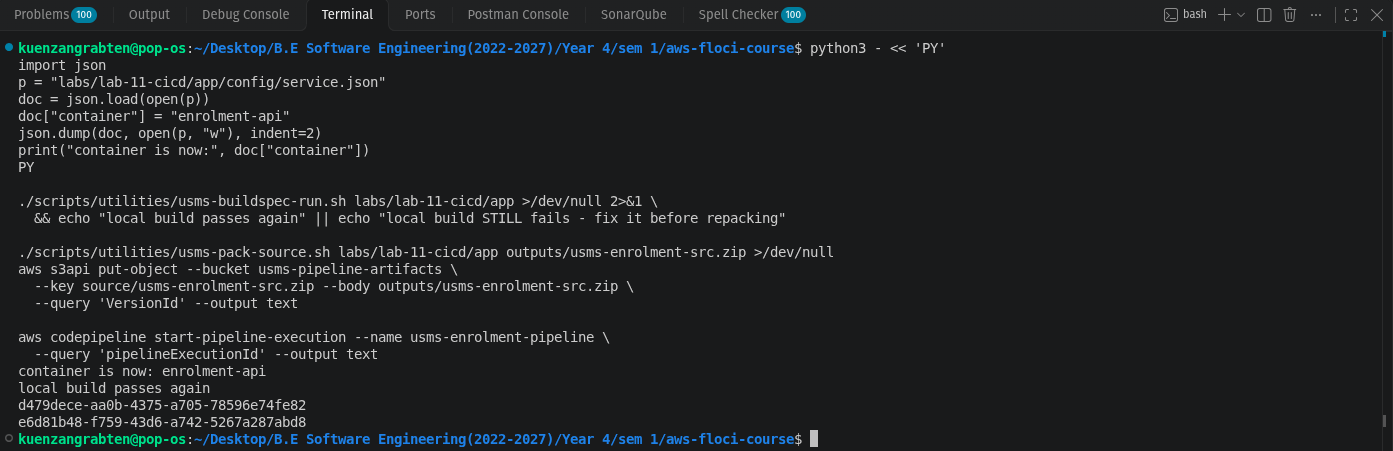 Problems 100 Output Debug Console Terminal Ports Postman Console SonarQube Spell Checker 100 bash
kuenzangrabten@pop-os:~/Desktop/B.E Software Engineering(2022-2027)/Year 4/sem 1/aws-floci-course$ python3 - << 'PY'
import json
p = "labs/lab-11-cicd/app/config/service.json"
doc = json.load(open(p))
doc["container"] = "enrolment-api"
json.dump(doc, open(p, "w"), indent=2)
print("container is now:", doc["container"])
PY

./scripts/utilities/usms-buildspec-run.sh labs/lab-11-cicd/app >/dev/null 2>&1 \
  && echo "local build passes again" || echo "local build STILL fails - fix it before repacking"

./scripts/utilities/usms-pack-source.sh labs/lab-11-cicd/app outputs/usms-enrolment-src.zip >/dev/null
aws s3api put-object --bucket usms-pipeline-artifacts \
  --key source/usms-enrolment-src.zip --body outputs/usms-enrolment-src.zip \
  --query 'VersionId' --output text

aws codepipeline start-pipeline-execution --name usms-enrolment-pipeline \
  --query 'pipelineExecutionId' --output text
container is now: enrolment-api
local build passes again
d479dece-aa0b-4375-a705-78596e74fe82
e6d81b48-f759-43d6-a742-5267a287abd8
kuenzangrabten@pop-os:~/Desktop/B.E Software Engineering(2022-2027)/Year 4/sem 1/aws-floci-course$